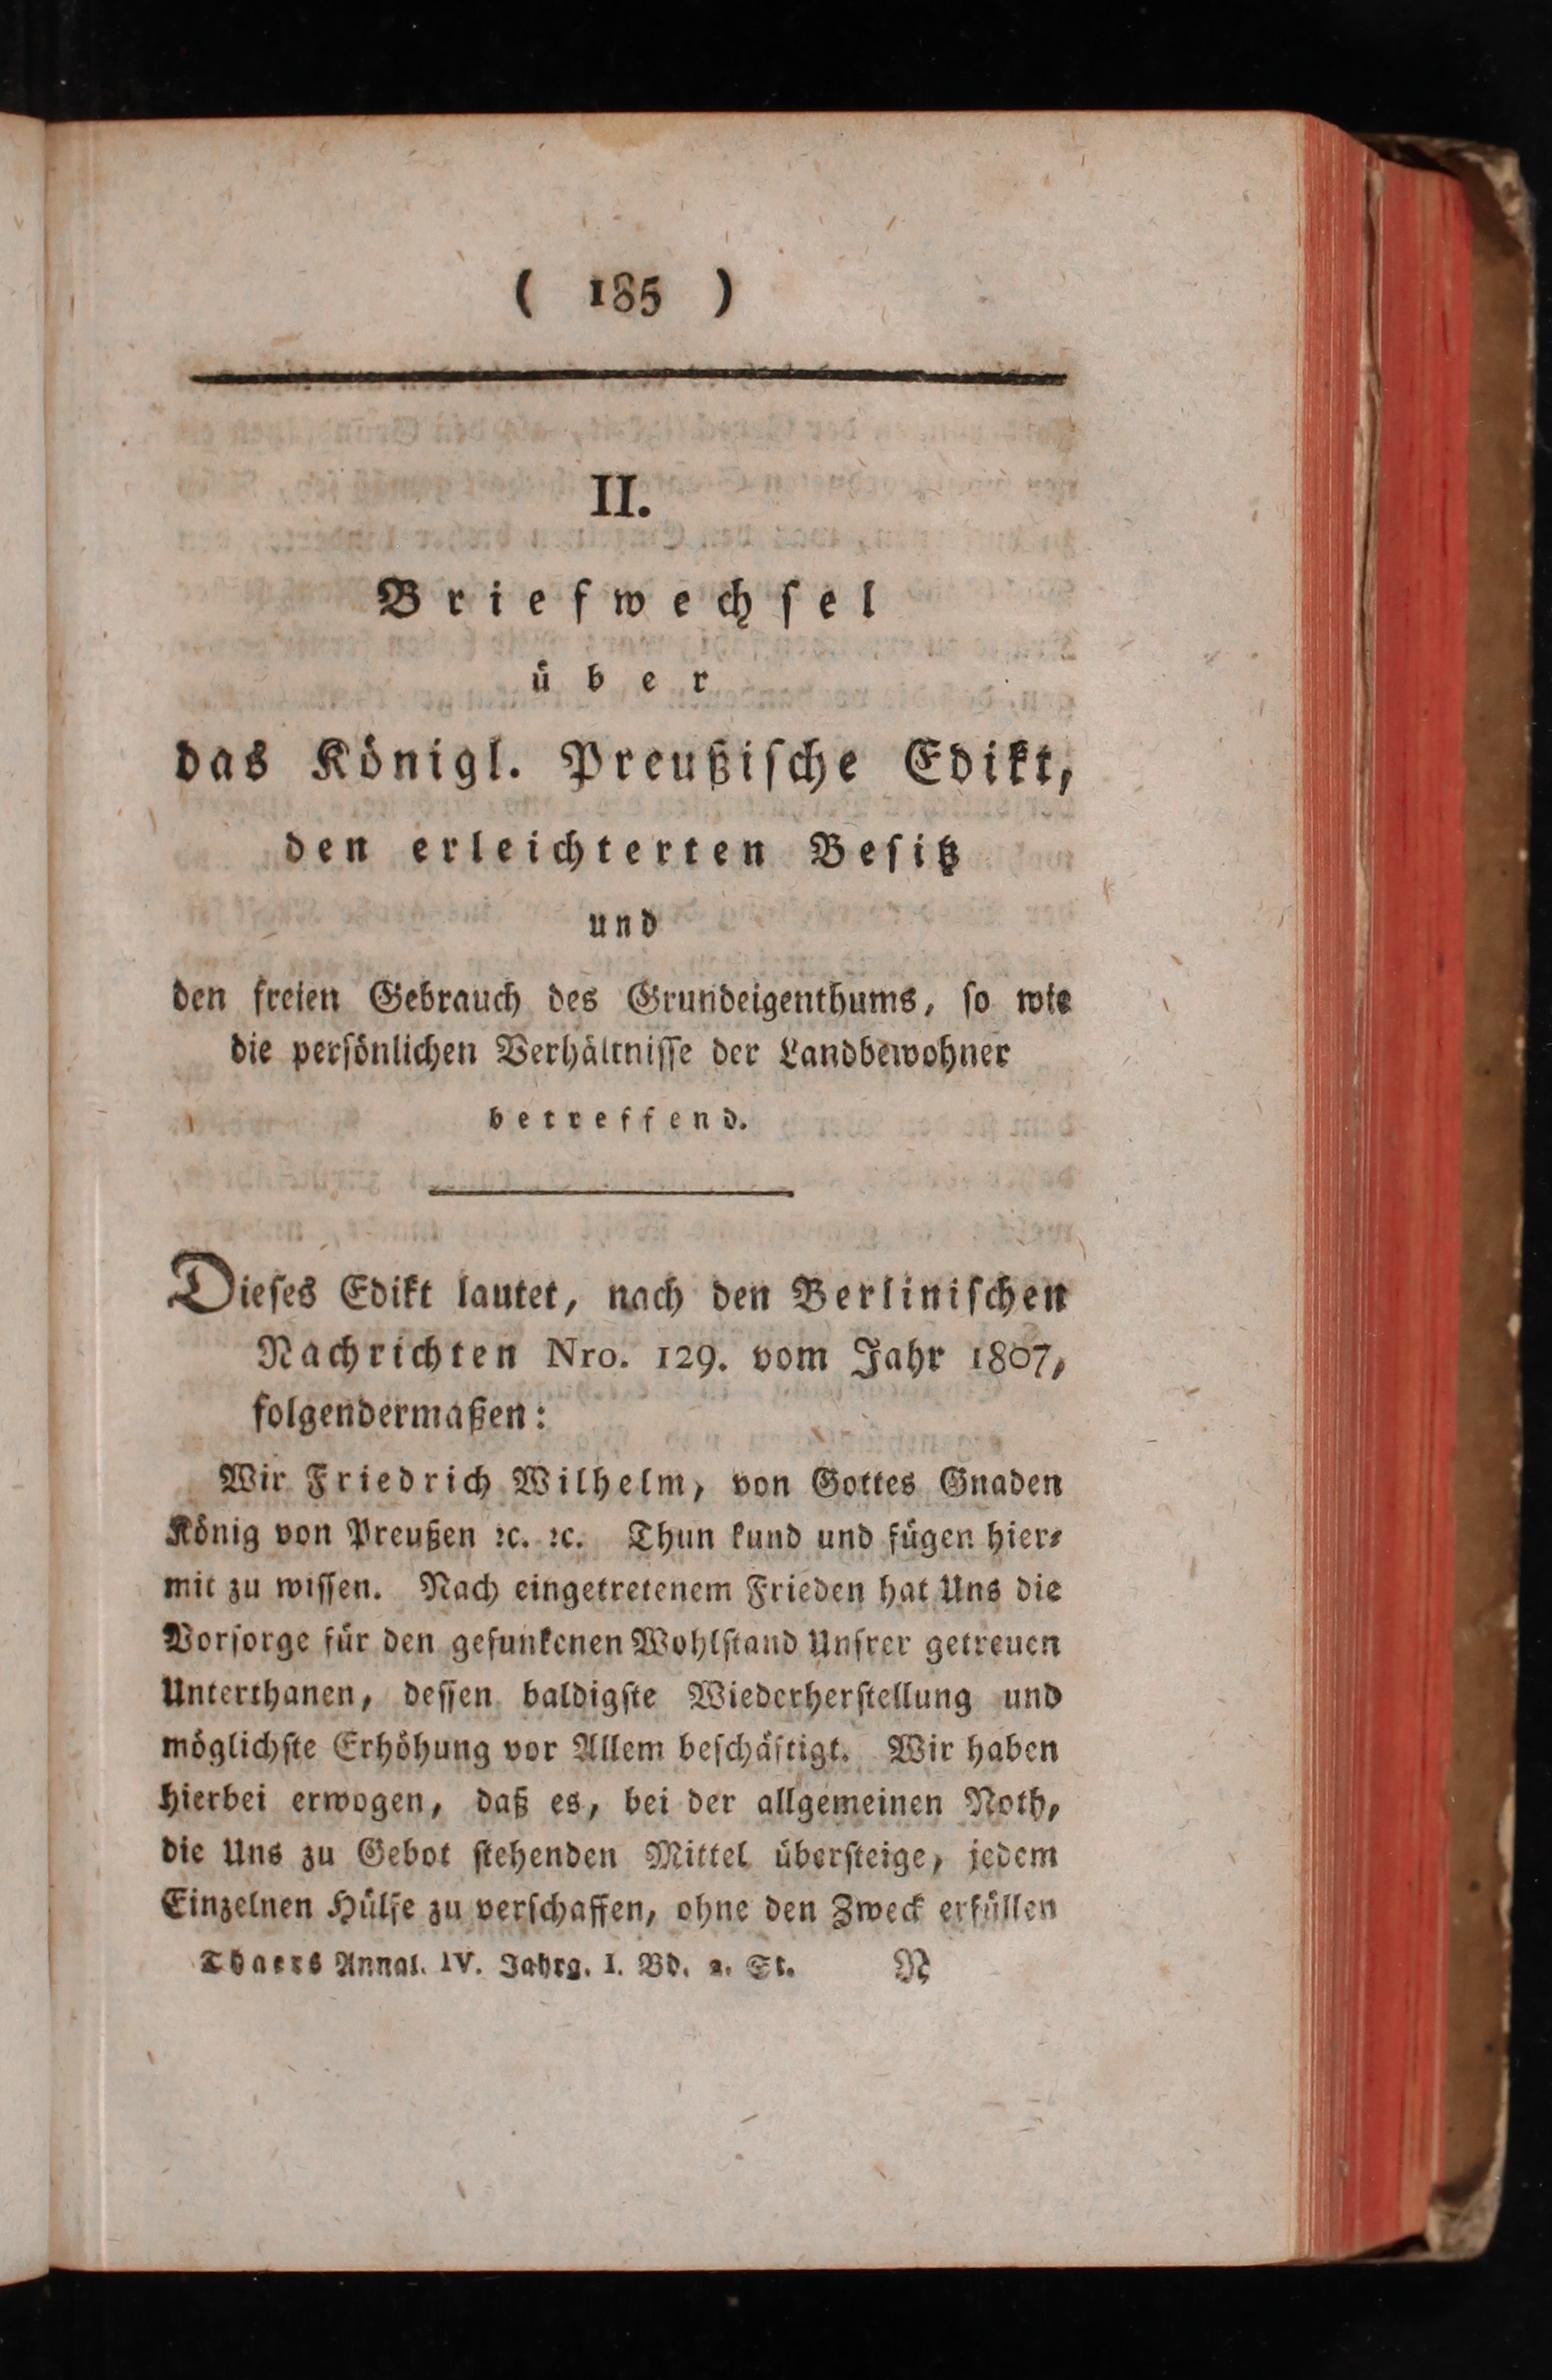 ( 185 )
II.
Briefwechsel
über
das Königl. Preußische Edikt,
den erleichterten Besitz
und
den freien Gebrauch des Grundeigenthums, so wie
die persönlichen Verhältnisse der Landbewohner
betreffend.
Dieses Edikt lautet, nach den Berlinischen
Nachrichten Nro. 129. vom Jahr 1807,
folgendermaßen:
Wir Friedrich Wilhelm, von Gottes Gnaden
König von Preußen ꝛc. ꝛc. Thun kund und fügen hier-
mit zu wissen. Nach eingetretenem Frieden hat Uns die
Vorsorge für den gesunkenen Wohlstand Unsrer getreuen
Unterthanen, dessen baldigste Wiederherstellung und
möglichste Erhöhung vor Allem beschäftigt. Wir haben
hierbei erwogen, daß es, bei der allgemeinen Noth,
die Uns zu Gebot stehenden Mittel übersteige, jedem
Einzelnen Hülfe zu verschaffen, ohne den Zweck erfüllen
Thaers Annal. IV. Jahrg. I. Bd. 2. St. N